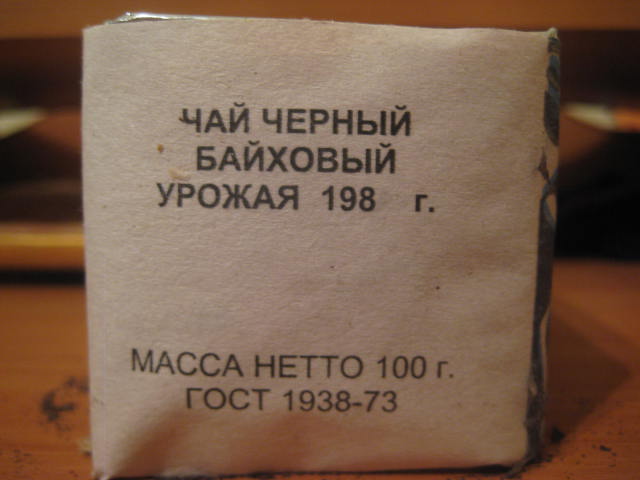 ЧАЙ ЧЕРНЫЙ
БАЙХОВЫЙ
УРОЖАЯ 198 г.
МАССА НЕТТО 100 г.
ГОСТ 1938-73